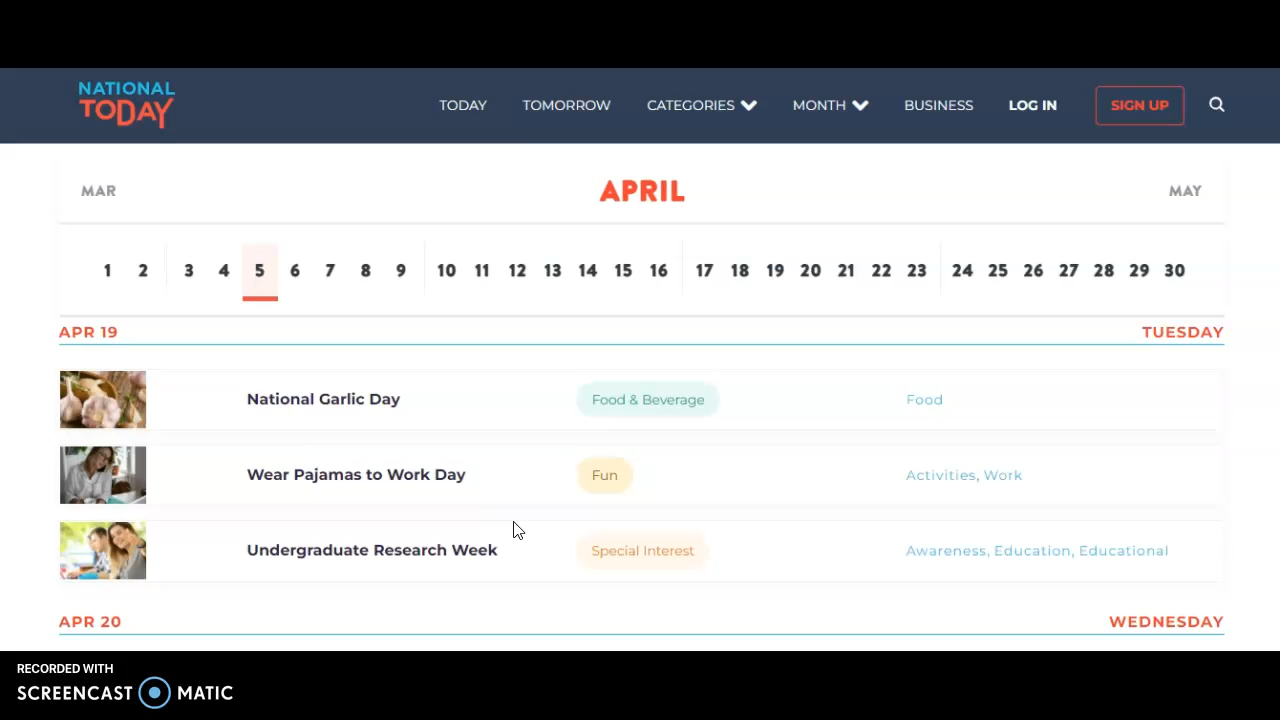 NATIONAL
TODAY
TODAY TOMORROW CATEGORIES MONTH BUSINESS LOG IN SIGN UP
MAR APRIL MAY
1 2 3 4 5 6 7 8 9 10 11 12 13 14 15 16 17 18 19 20 21 22 23 24 25 26 27 28 29 30
APR 19 TUESDAY
National Garlic Day Food & Beverage Food
Wear Pajamas to Work Day Fun Activities, Work
Undergraduate Research Week Special Interest Awareness, Education, Educational
APR 20 WEDNESDAY
RECORDED WITH
SCREENCAST MATIC